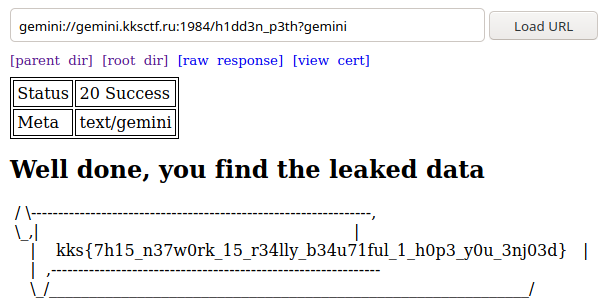 gemini://gemini.kksctf.ru:1984/h1dd3n_p3th?gemini
Load URL
[parent dir] [root dir] [raw response] [view cert]
Status 20 Success
Meta text/gemini
Well done, you find the leaked data
/ \---------------------------------------------------------------,
\_,| |
| kks{7h15_n37w0rk_15_r34lly_b34u71ful_1_h0p3_y0u_3nj03d} |
| ,-------------------------------------------------------------
\_/____________________________________________________________/